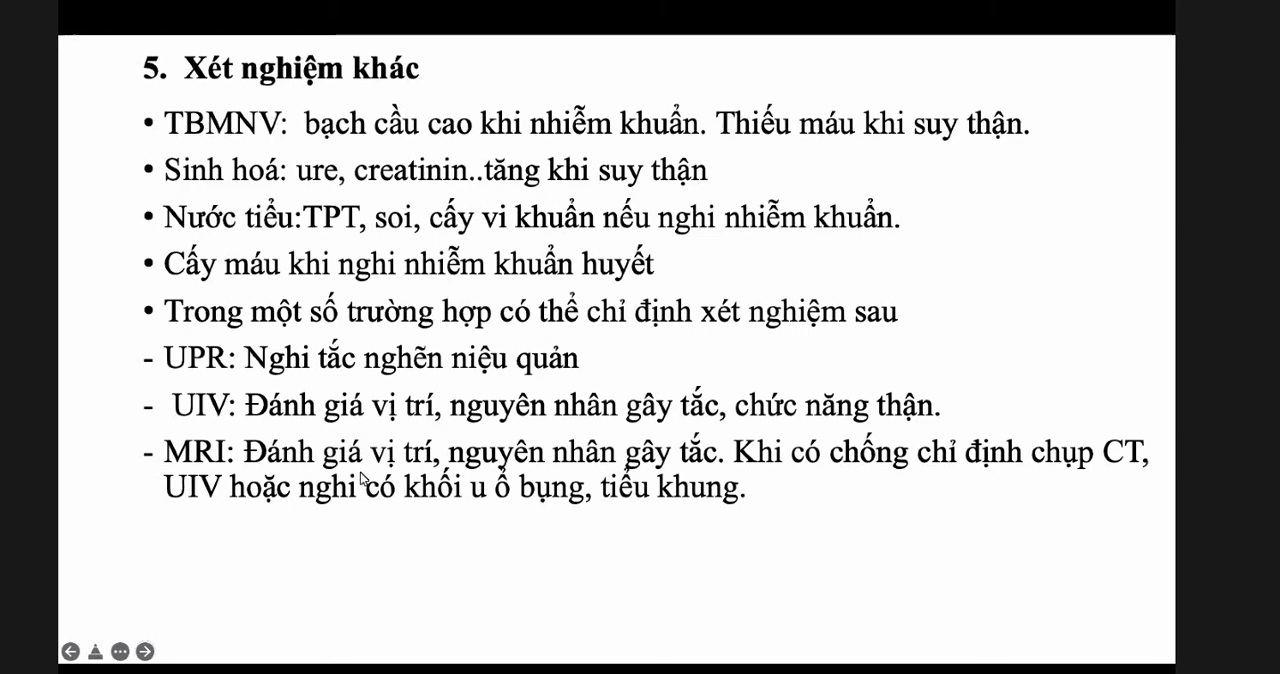 5. Xét nghiệm khác
• TBMNV: bạch cầu cao khi nhiễm khuẩn. Thiếu máu khi suy thận.
• Sinh hoá: ure, creatinin..tăng khi suy thận
• Nước tiểu:TPT, soi, cấy vi khuẩn nếu nghi nhiễm khuẩn.
• Cấy máu khi nghi nhiễm khuẩn huyết
• Trong một số trường hợp có thể chỉ định xét nghiệm sau
- UPR: Nghi tắc nghẽn niệu quản
- UIV: Đánh giá vị trí, nguyên nhân gây tắc, chức năng thận.
- MRI: Đánh giá vị trí, nguyên nhân gây tắc. Khi có chống chỉ định chụp CT,
UIV hoặc nghi có khối u ổ bụng, tiểu khung.